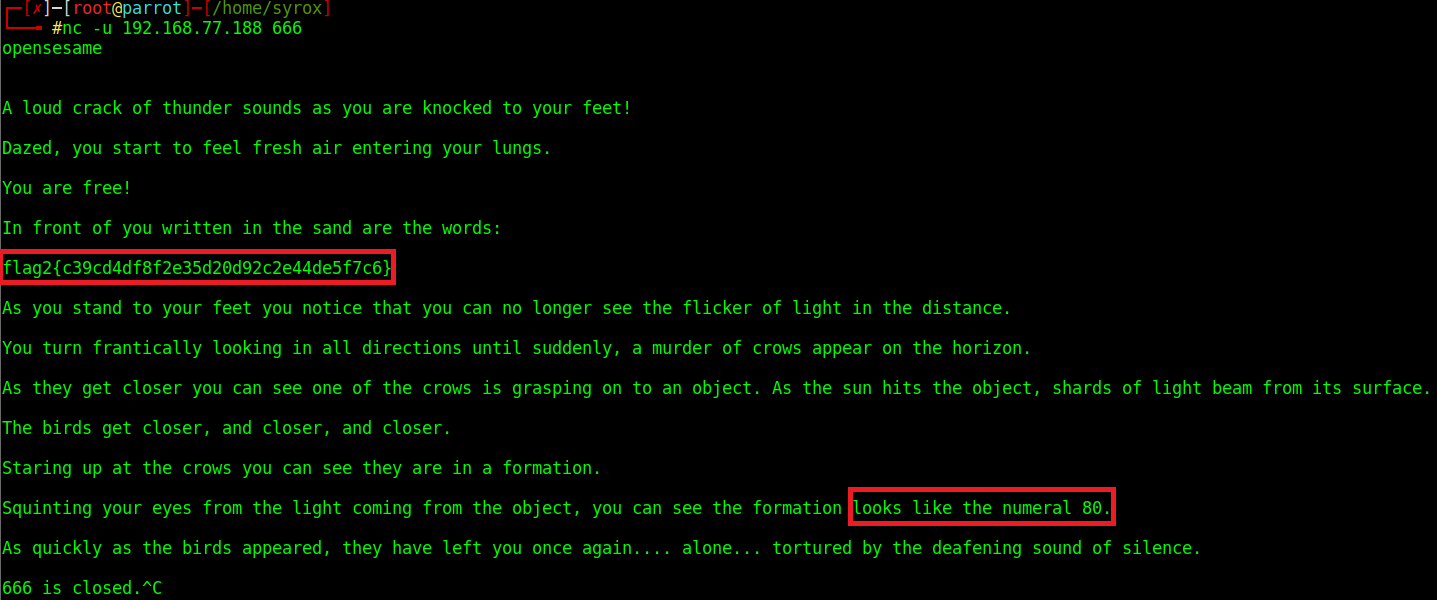 ┌─[✗]─[root@parrot]─[/home/syrox]
└──╼ #nc -u 192.168.77.188 666
opensesame
A loud crack of thunder sounds as you are knocked to your feet!
Dazed, you start to feel fresh air entering your lungs.
You are free!
In front of you written in the sand are the words:
flag2{c39cd4df8f2e35d20d92c2e44de5f7c6}
As you stand to your feet you notice that you can no longer see the flicker of light in the distance.
You turn frantically looking in all directions until suddenly, a murder of crows appear on the horizon.
As they get closer you can see one of the crows is grasping on to an object. As the sun hits the object, shards of light beam from its surface.
The birds get closer, and closer, and closer.
Staring up at the crows you can see they are in a formation.
Squinting your eyes from the light coming from the object, you can see the formation looks like the numeral 80.
As quickly as the birds appeared, they have left you once again.... alone... tortured by the deafening sound of silence.
666 is closed.^C